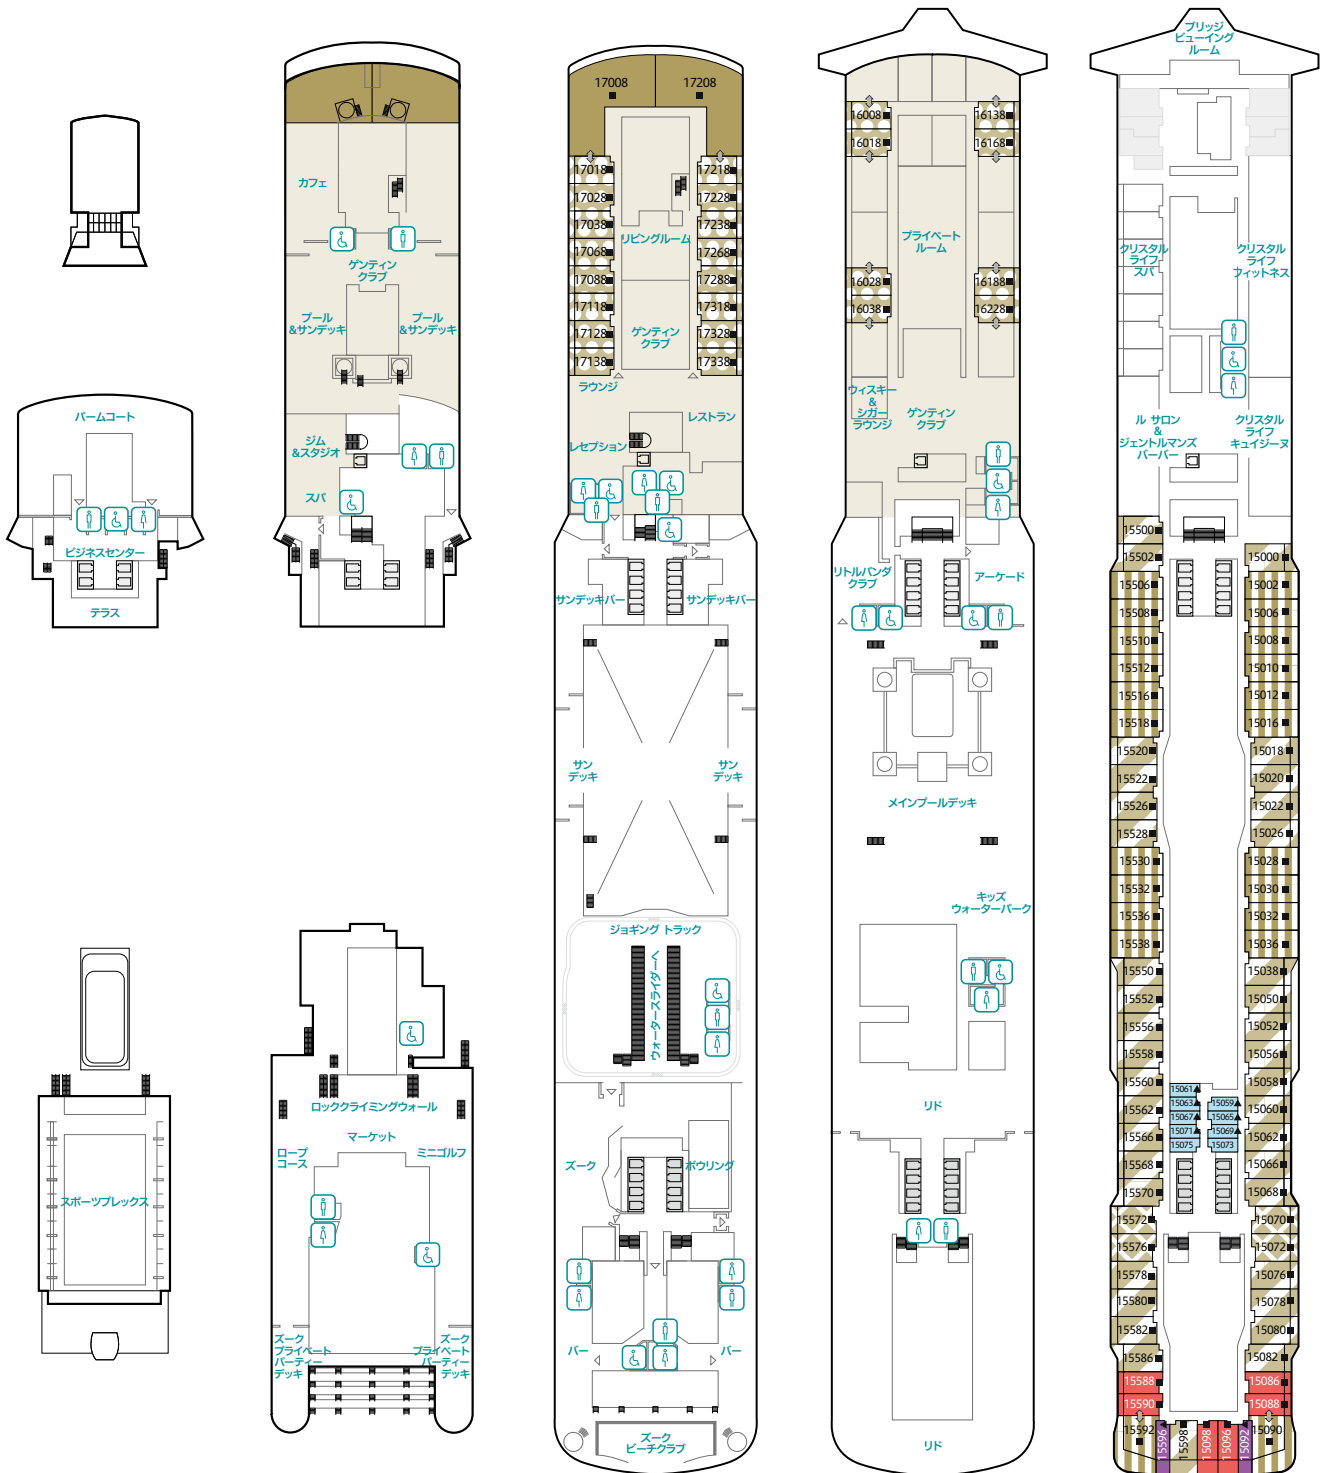 パームコート
ビジネスセンター
テラス
スポーツプレックス
カフェ
ゲンティン
クラブ
プール
&サンデッキ
プール
&サンデッキ
ジム
&スタジオ
スパ
ロッククライミングウォール
マーケット
ロープ
コース
ミニゴルフ
ズーク
プライベート
パーティー
デッキ
ズーク
プライベート
パーティー
デッキ
17008
17208
17018
17028
17038
17068
17088
17118
17128
17138
17218
17228
17238
17268
17288
17318
17328
17338
リビングルーム
ゲンティン
クラブ
ラウンジ
レストラン
レセプション
サンデッキバー
サンデッキバー
サン
デッキ
サン
デッキ
ジョギング トラック
ウォータースライダーへ
ズーク
ボウリング
バー
バー
ズーク
ビーチクラブ
16008
16018
16138
16168
プライベート
ルーム
16028
16038
16188
16228
ウィスキー
&
シガー
ラウンジ
ゲンティン
クラブ
リトルパンダ
クラブ
アーケード
メインプールデッキ
キッズ
ウォーターパーク
リド
リド
ブリッジ
ビューイング
ルーム
クリスタル
ライフ
スパ
クリスタル
ライフ
フィットネス
ル サロン
&
ジェントルマンズ
バーバー
クリスタル
ライフ
キュイジーヌ
15500
15502
15506
15508
15510
15512
15516
15518
15520
15522
15526
15528
15530
15532
15536
15538
15550
15552
15556
15558
15560
15562
15566
15568
15570
15572
15576
15578
15580
15582
15586
15588
15590
15592
15000
15002
15006
15008
15010
15012
15016
15018
15020
15022
15026
15028
15030
15032
15036
15038
15050
15052
15056
15058
15060
15062
15066
15068
15070
15072
15076
15078
15080
15082
15086
15088
15090
15061
15063
15067
15071
15075
15059
15065
15069
15073
15596
15598
15098
15096
15092